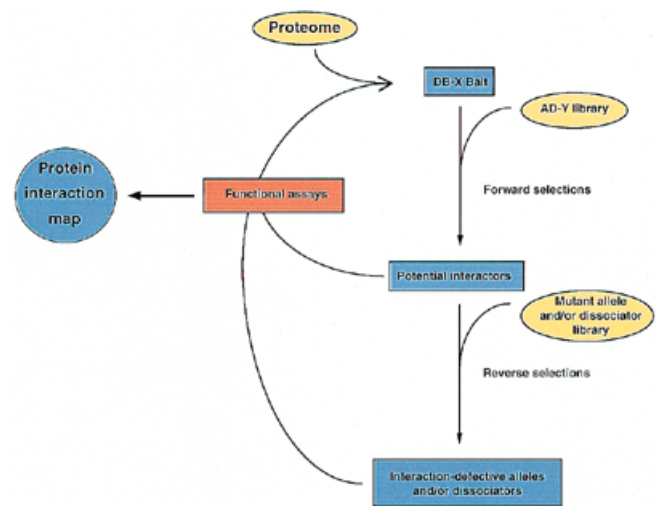 Proteome
DB-X Bait
AD-Y library
Protein
interaction
map
Functional assays
Forward selections
Potential interactors
Mutant allele
and/or dissociator
library
Reverse selections
Interaction-defective alleles
and/or dissociators